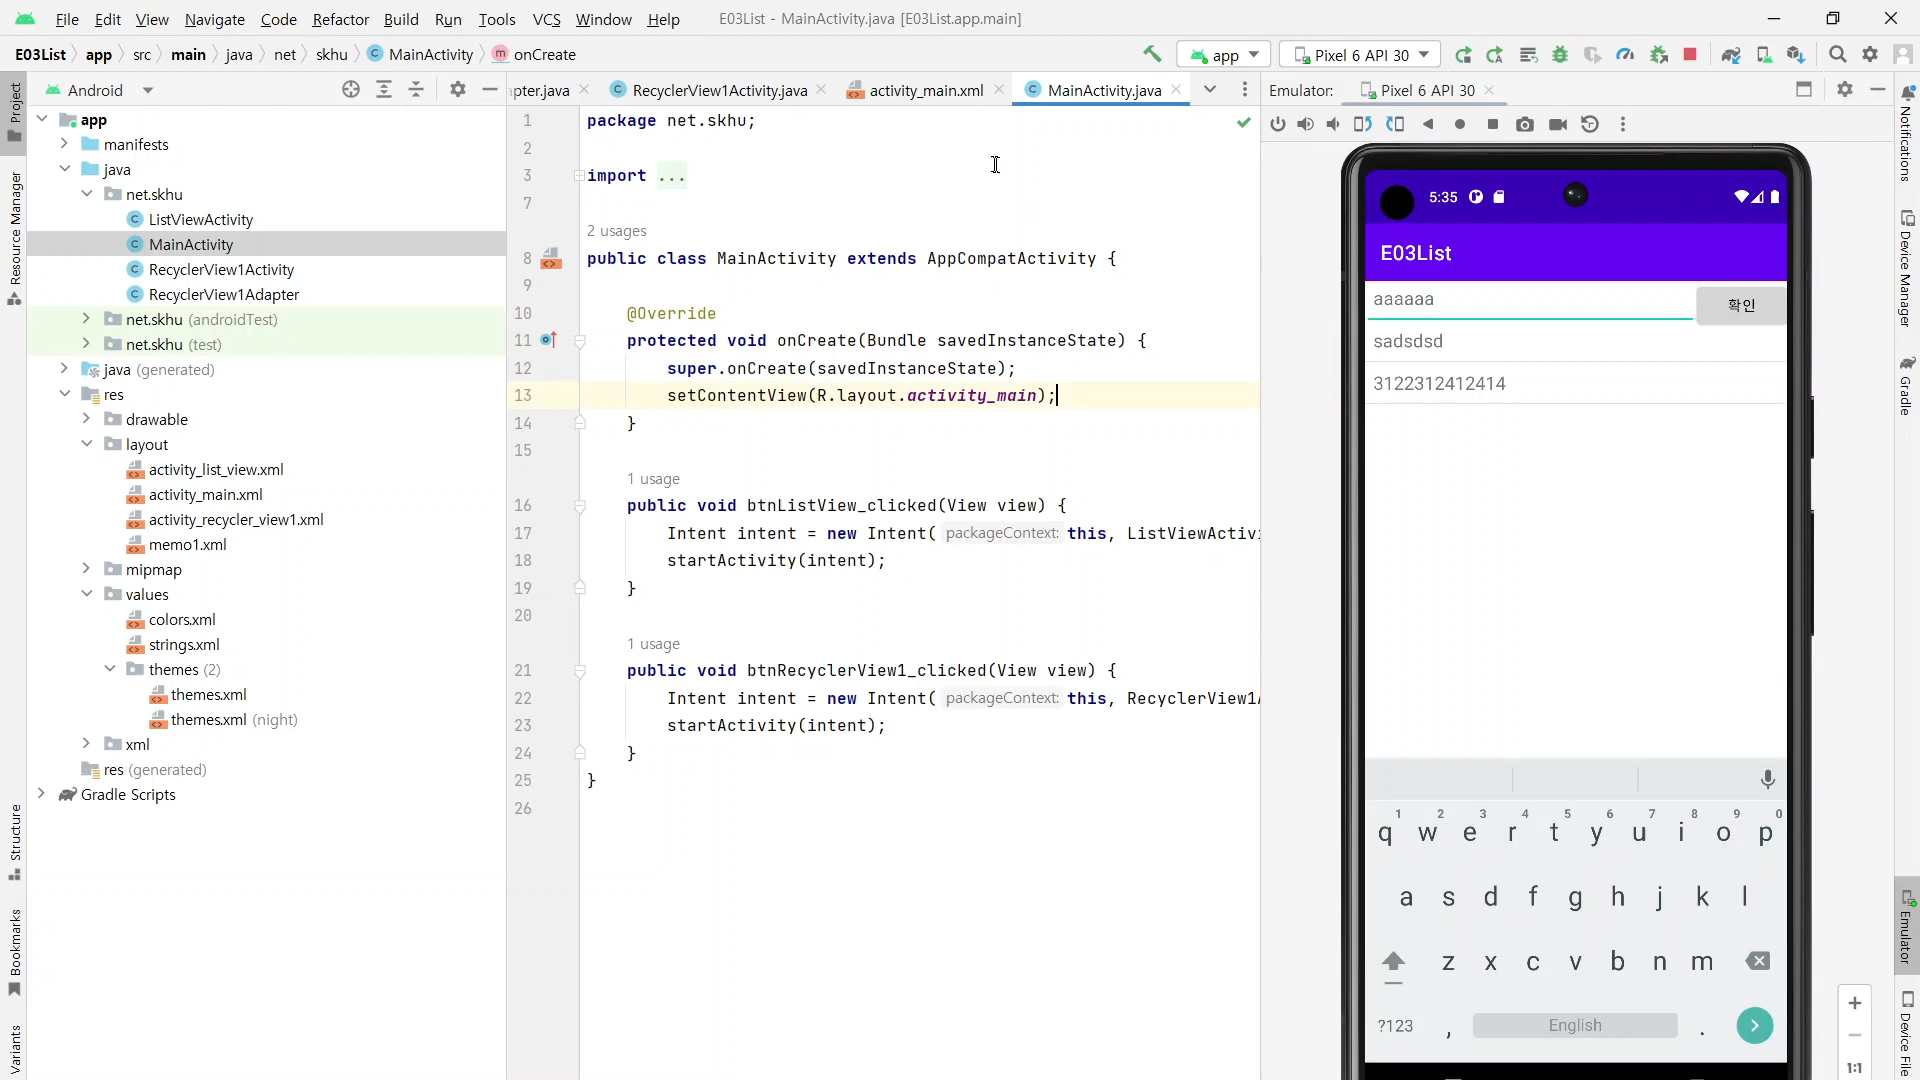 File Edit View Navigate Code Refactor Build Run Tools VCS Window Help E03List - MainActivity.java [E03List.app.main]
E03List app src main java net skhu MainActivity onCreate app Pixel 6 API 30
Android
pter.java RecyclerView1Activity.java activity_main.xml MainActivity.java
Emulator: Pixel 6 API 30
Project
Resource Manager
Structure
Bookmarks
Variants
app
manifests
java
net.skhu
ListViewActivity
MainActivity
RecyclerView1Activity
RecyclerView1Adapter
net.skhu (androidTest)
net.skhu (test)
java (generated)
res
drawable
layout
activity_list_view.xml
activity_main.xml
activity_recycler_view1.xml
memo1.xml
mipmap
values
colors.xml
strings.xml
themes (2)
themes.xml
themes.xml (night)
xml
res (generated)
Gradle Scripts
1 package net.skhu;
2
3 import ...
7
2 usages
8 public class MainActivity extends AppCompatActivity {
9
10 @Override
11 protected void onCreate(Bundle savedInstanceState) {
12 super.onCreate(savedInstanceState);
13 setContentView(R.layout.activity_main);
14 }
15
1 usage
16 public void btnListView_clicked(View view) {
17 Intent intent = new Intent( packageContext: this, ListViewActivi
18 startActivity(intent);
19 }
20
1 usage
21 public void btnRecyclerView1_clicked(View view) {
22 Intent intent = new Intent( packageContext: this, RecyclerView1A
23 startActivity(intent);
24 }
25 }
26
5:35
E03List
aaaaaa 확인
sadsdsd
3122312412414
1 2 3 4 5 6 7 8 9 0
q w e r t y u i o p
a s d f g h j k l
z x c v b n m
?123 , English .
1:1
Notifications
Device Manager
Gradle
Emulator
Device File